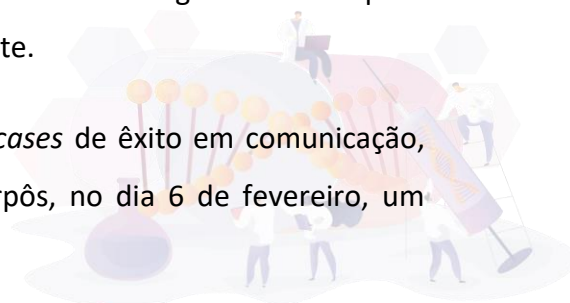 te.
cases de êxito em comunicação,
rpôs, no dia 6 de fevereiro, um